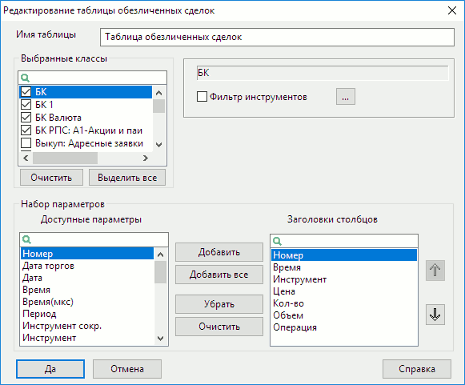 Редактирование таблицы обезличенных сделок
Имя таблицы
Таблица обезличенных сделок
Выбранные классы
БК
БК 1
БК Валюта
БК РПС: А1-Акции и паи
Выкуп: Адресные заявки
Очистить
Выделить все
БК
Фильтр инструментов
...
Набор параметров
Доступные параметры
Номер
Дата торгов
Дата
Время
Время(мкс)
Период
Инструмент сокр.
Инструмент
Добавить
Добавить все
Убрать
Очистить
Заголовки столбцов
Номер
Время
Инструмент
Цена
Кол-во
Объем
Операция
Да
Отмена
Справка